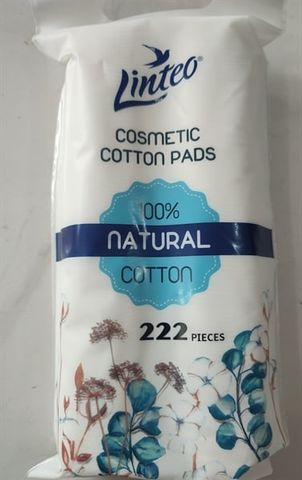 Linteo®
COSMETIC
COTTON PADS
100%
NATURAL
COTTON
222 PIECES